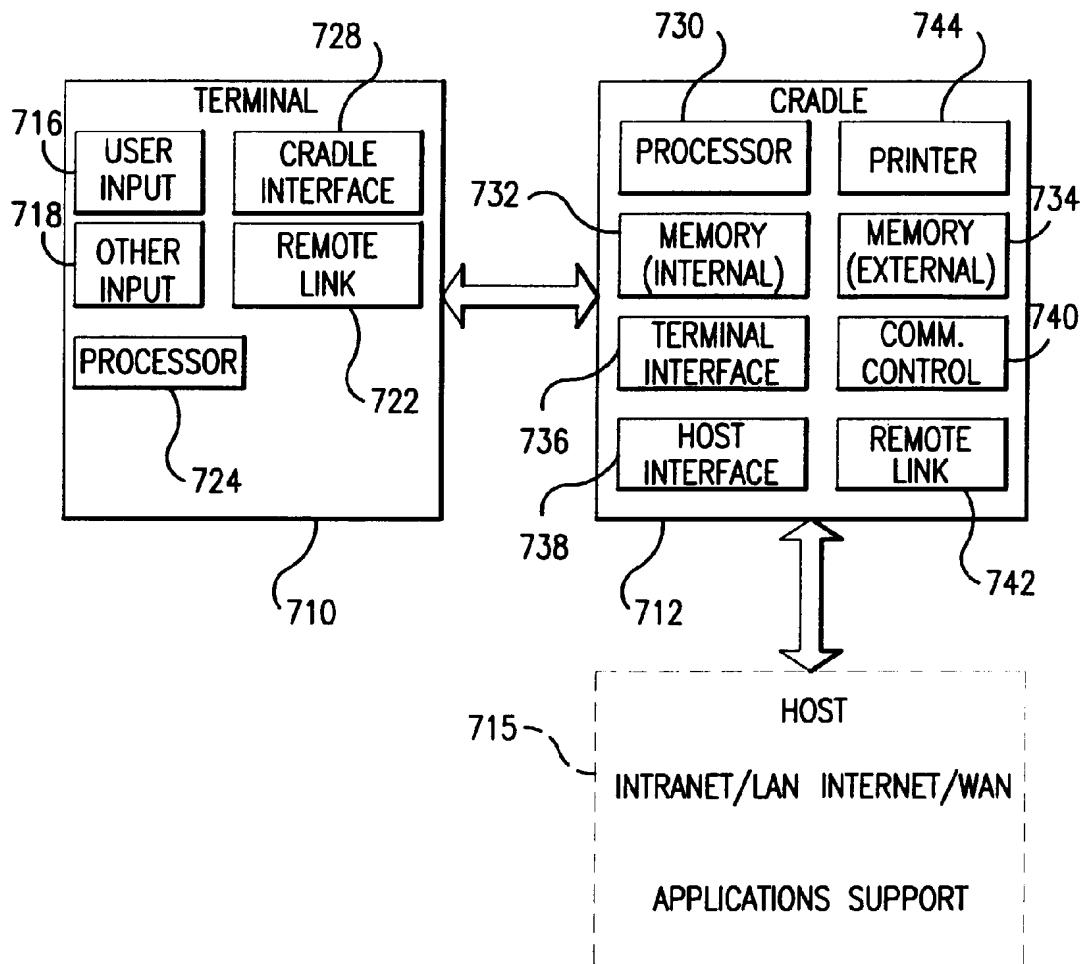 728
730
744
TERMINAL
CRADLE
716
USER
INPUT
CRADLE
INTERFACE
PROCESSOR
PRINTER
718
OTHER
INPUT
REMOTE
LINK
732
MEMORY
(INTERNAL)
734
MEMORY
(EXTERNAL)
PROCESSOR
722
724
TERMINAL
INTERFACE
740
COMM.
CONTROL
736
HOST
INTERFACE
REMOTE
LINK
738
710
712
742
715
HOST
INTRANET/LAN INTERNET/WAN
APPLICATIONS SUPPORT